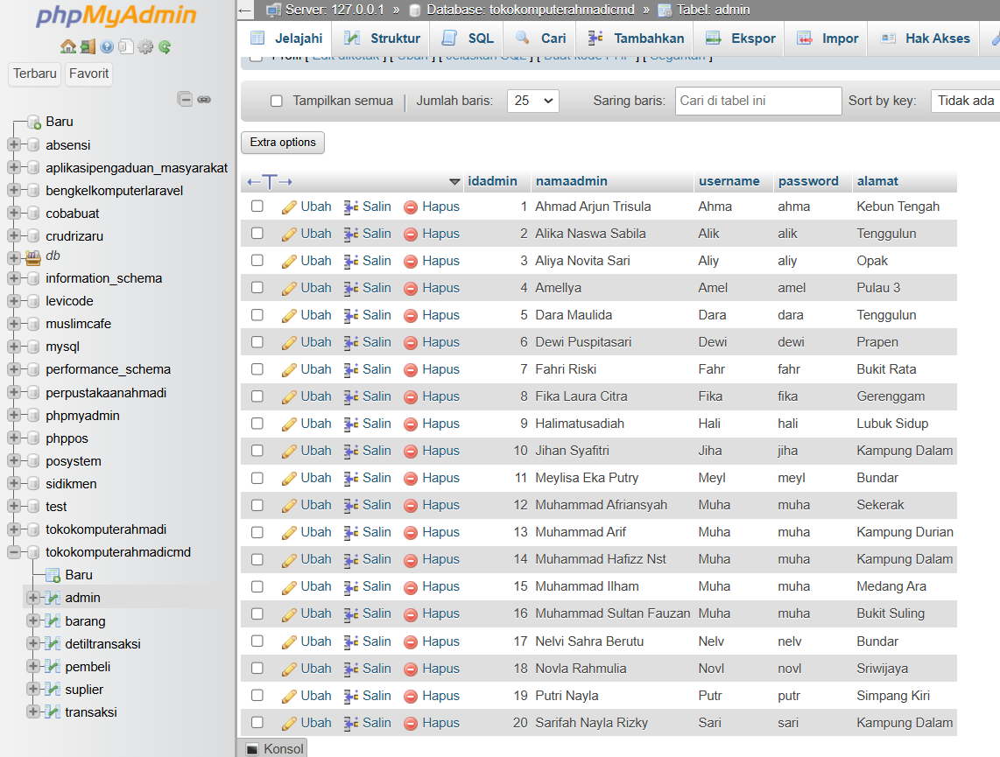 phpMyAdmin
Terbaru Favorit
Baru
absensi
aplikasipengaduan_masyarakat
bengkelkomputerlaravel
cobabuat
crudrizaru
db
information_schema
levicode
muslimcafe
mysql
performance_schema
perpustakaanahmadi
phpmyadmin
phppos
posystem
sidikmen
test
tokokomputerahmadi
tokokomputerahmadicmd
Baru
admin
barang
detiltransaksi
pembeli
suplier
transaksi
Server: 127.0.0.1 » Database: tokokomputerahmadicmd » Tabel: admin
Jelajahi Struktur SQL Cari Tambahkan Ekspor Impor Hak Akses
Profil [ Edit dikotak ] [ Ubah ] [ Jelaskan SQL ] [ Buat kode PHP ] [ Segarkan ]
Tampilkan semua | Jumlah baris: 25 Saring baris: Cari di tabel ini Sort by key: Tidak ada
Extra options
←T→ idadmin namaadmin username password alamat
Ubah Salin Hapus 1 Ahmad Arjun Trisula Ahma ahma Kebun Tengah
Ubah Salin Hapus 2 Alika Naswa Sabila Alik alik Tenggulun
Ubah Salin Hapus 3 Aliya Novita Sari Aliy aliy Opak
Ubah Salin Hapus 4 Amellya Amel amel Pulau 3
Ubah Salin Hapus 5 Dara Maulida Dara dara Tenggulun
Ubah Salin Hapus 6 Dewi Puspitasari Dewi dewi Prapen
Ubah Salin Hapus 7 Fahri Riski Fahr fahr Bukit Rata
Ubah Salin Hapus 8 Fika Laura Citra Fika fika Gerenggam
Ubah Salin Hapus 9 Halimatusadiah Hali hali Lubuk Sidup
Ubah Salin Hapus 10 Jihan Syafitri Jiha jiha Kampung Dalam
Ubah Salin Hapus 11 Meylisa Eka Putry Meyl meyl Bundar
Ubah Salin Hapus 12 Muhammad Afriansyah Muha muha Sekerak
Ubah Salin Hapus 13 Muhammad Arif Muha muha Kampung Durian
Ubah Salin Hapus 14 Muhammad Hafizz Nst Muha muha Kampung Dalam
Ubah Salin Hapus 15 Muhammad Ilham Muha muha Medang Ara
Ubah Salin Hapus 16 Muhammad Sultan Fauzan Muha muha Bukit Suling
Ubah Salin Hapus 17 Nelvi Sahra Berutu Nelv nelv Bundar
Ubah Salin Hapus 18 Novla Rahmulia Novl novl Sriwijaya
Ubah Salin Hapus 19 Putri Nayla Putr putr Simpang Kiri
Ubah Salin Hapus 20 Sarifah Nayla Rizky Sari sari Kampung Dalam
Konsol